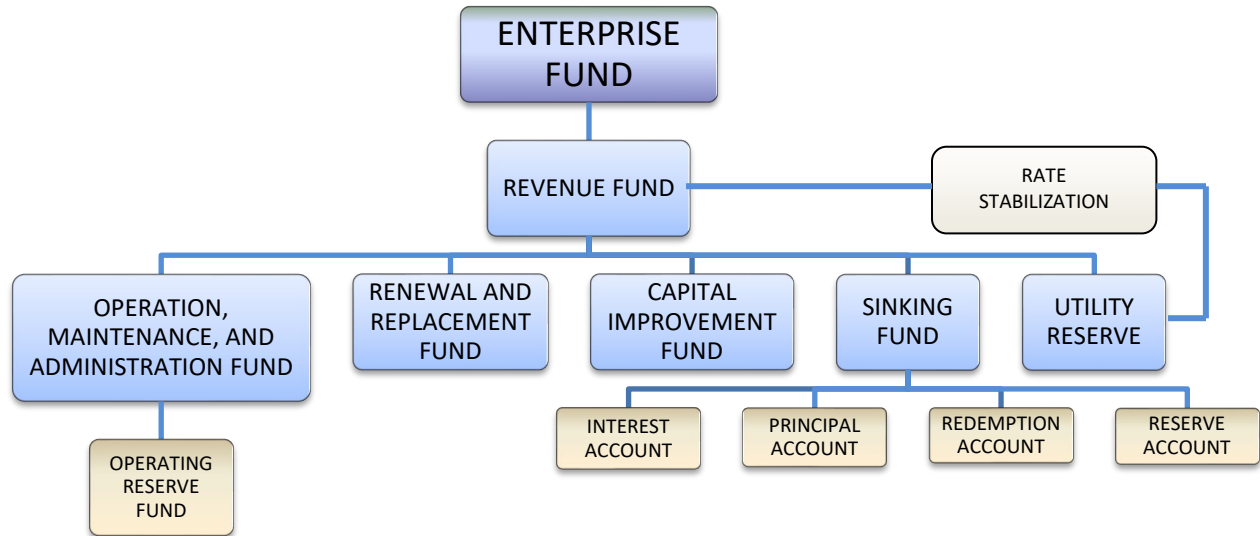 ENTERPRISE
FUND
REVENUE FUND
RATE
STABILIZATION
OPERATION,
MAINTENANCE, AND
ADMINISTRATION FUND
RENEWAL AND
REPLACEMENT
FUND
CAPITAL
IMPROVEMENT
FUND
SINKING
FUND
UTILITY
RESERVE
OPERATING
RESERVE
FUND
INTEREST
ACCOUNT
PRINCIPAL
ACCOUNT
REDEMPTION
ACCOUNT
RESERVE
ACCOUNT